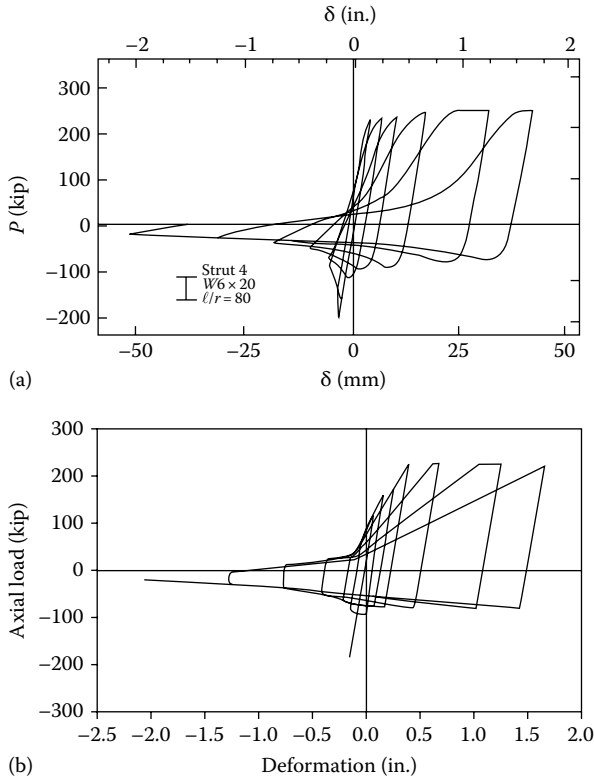 δ (in.)
−2 −1 0 1 2
300
200
100
0
−100
−200
P (kip)
Strut 4
W6 × 20
ℓ/r = 80
−50 −25 0 25 50
(a)
δ (mm)
300
200
100
0
−100
−200
−300
Axial load (kip)
−2.5 −2.0 −1.5 −1.0 −0.5 0.0 0.5 1.0 1.5 2.0
(b)
Deformation (in.)